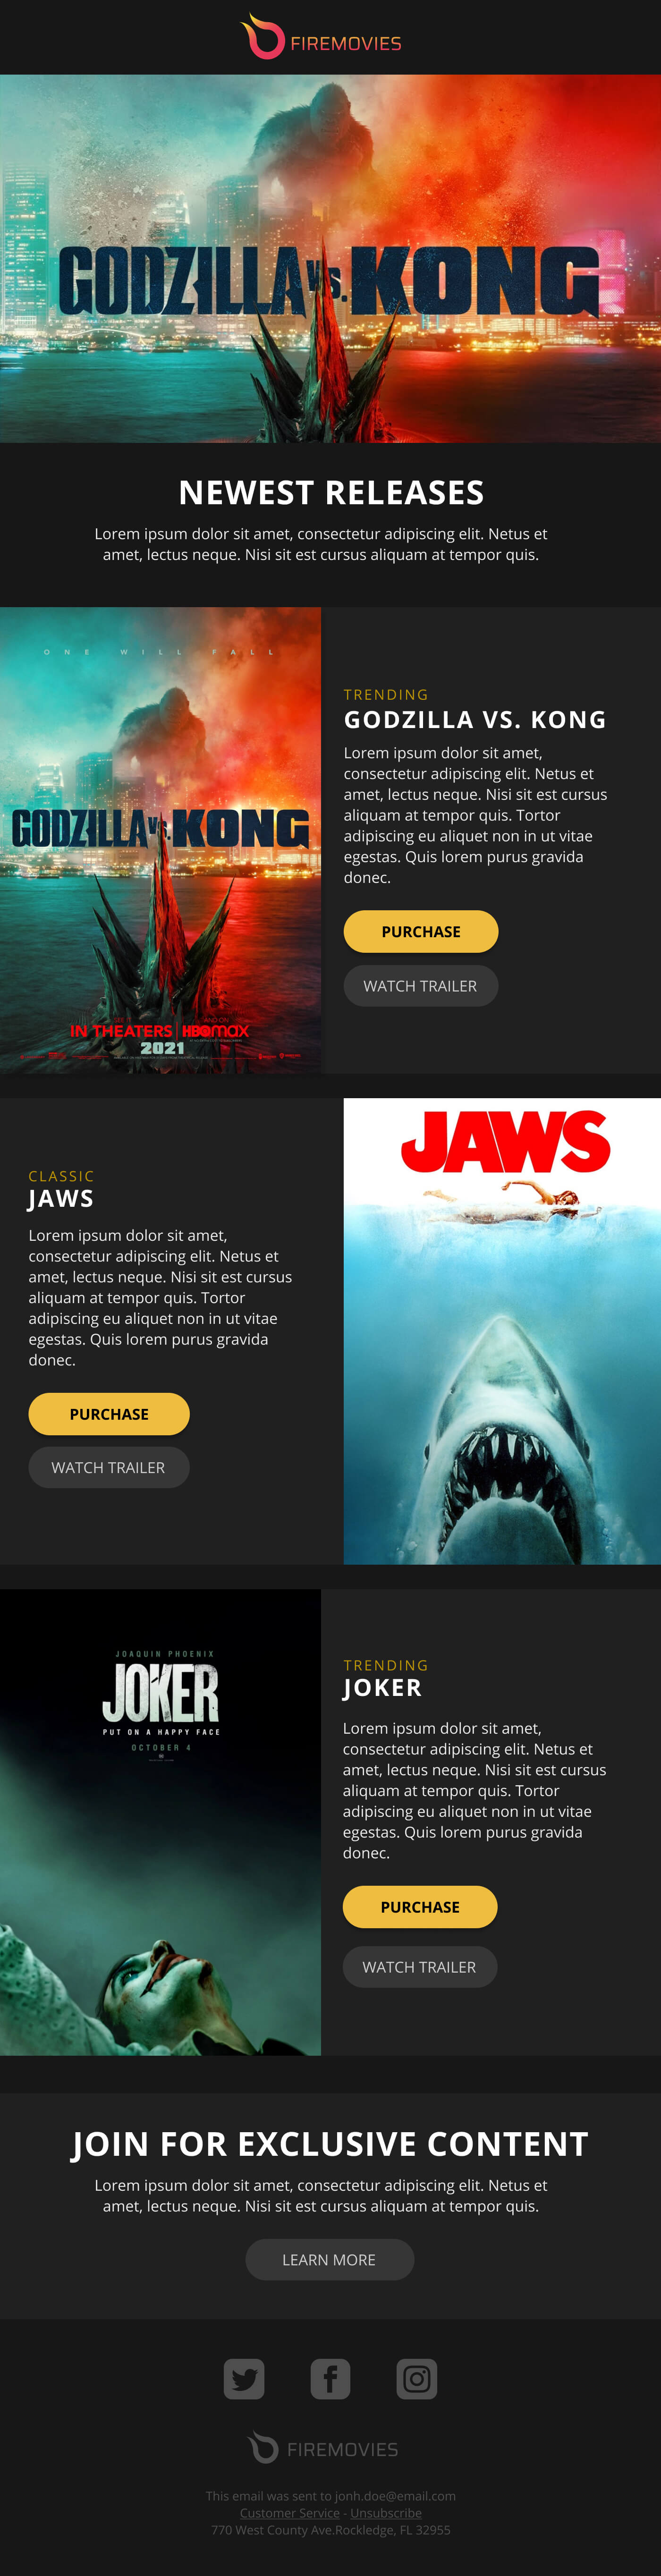 FIREMOVIES
GODZILLA VS. KONG
NEWEST RELEASES
Lorem ipsum dolor sit amet, consectetur adipiscing elit. Netus et
amet, lectus neque. Nisi sit est cursus aliquam at tempor quis.
ONE WILL FALL
GODZILLA VS. KONG
IN THEATERS | HBOMAX
2021
TRENDING
GODZILLA VS. KONG
Lorem ipsum dolor sit amet,
consectetur adipiscing elit. Netus et
amet, lectus neque. Nisi sit est cursus
aliquam at tempor quis. Tortor
adipiscing eu aliquet non in ut vitae
egestas. Quis lorem purus gravida
donec.
PURCHASE
WATCH TRAILER
CLASSIC
JAWS
Lorem ipsum dolor sit amet,
consectetur adipiscing elit. Netus et
amet, lectus neque. Nisi sit est cursus
aliquam at tempor quis. Tortor
adipiscing eu aliquet non in ut vitae
egestas. Quis lorem purus gravida
donec.
PURCHASE
WATCH TRAILER
JAWS
JOAQUIN PHOENIX
JOKER
PUT ON A HAPPY FACE
OCTOBER 4
TRENDING
JOKER
Lorem ipsum dolor sit amet,
consectetur adipiscing elit. Netus et
amet, lectus neque. Nisi sit est cursus
aliquam at tempor quis. Tortor
adipiscing eu aliquet non in ut vitae
egestas. Quis lorem purus gravida
donec.
PURCHASE
WATCH TRAILER
JOIN FOR EXCLUSIVE CONTENT
Lorem ipsum dolor sit amet, consectetur adipiscing elit. Netus et
amet, lectus neque. Nisi sit est cursus aliquam at tempor quis.
LEARN MORE
FIREMOVIES
This email was sent to jonh.doe@email.com
Customer Service - Unsubscribe
770 West County Ave.Rockledge, FL 32955